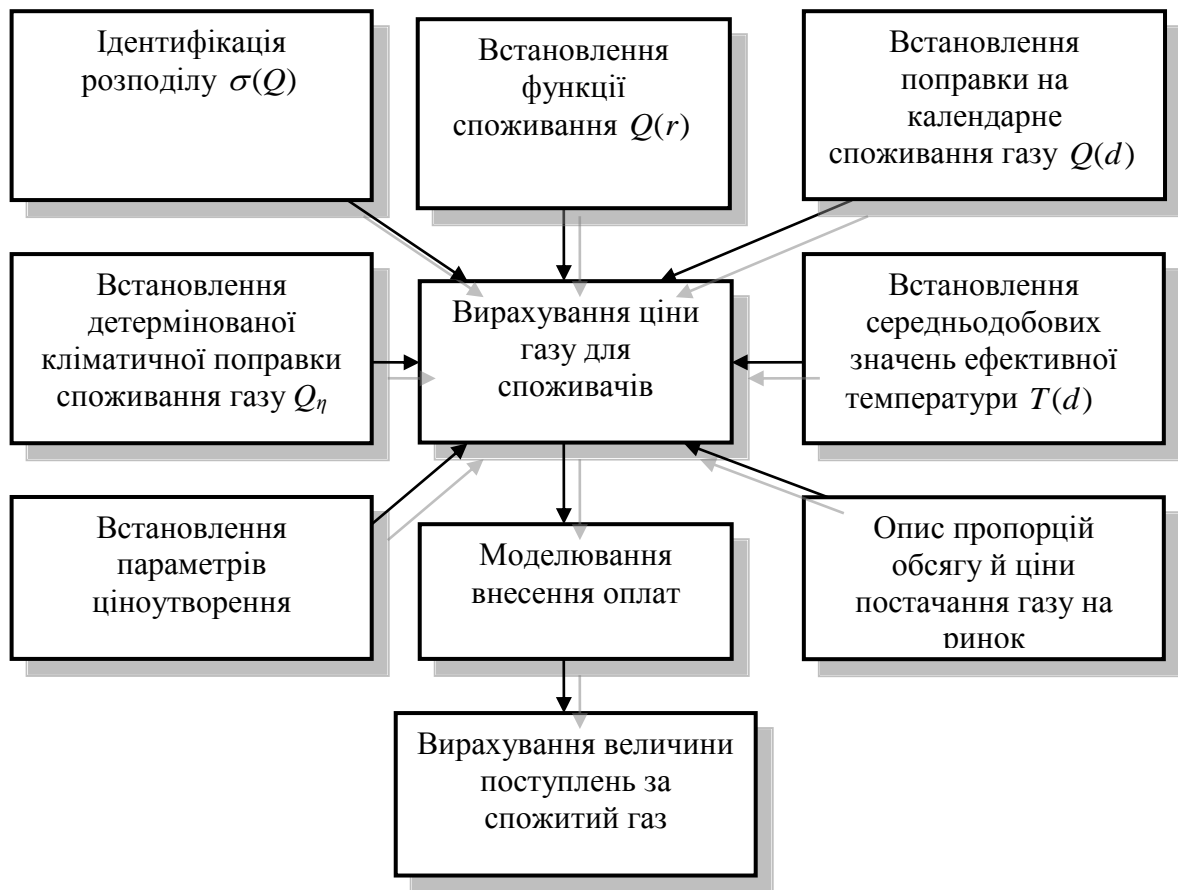 Ідентифікація
розподілу σ(Q)
Встановлення
функції
споживання Q(r)
Встановлення
поправки на
календарне
споживання газу Q(d)
Встановлення
детермінованої
кліматичної поправки
споживання газу Qη
Вирахування ціни
газу для
споживачів
Встановлення
середньодобових
значень ефективної
температури T(d)
Встановлення
параметрів
ціноутворення
Моделювання
внесення оплат
Опис пропорцій
обсягу й ціни
постачання газу на
ринок
Вирахування величини
поступлень за
спожитий газ